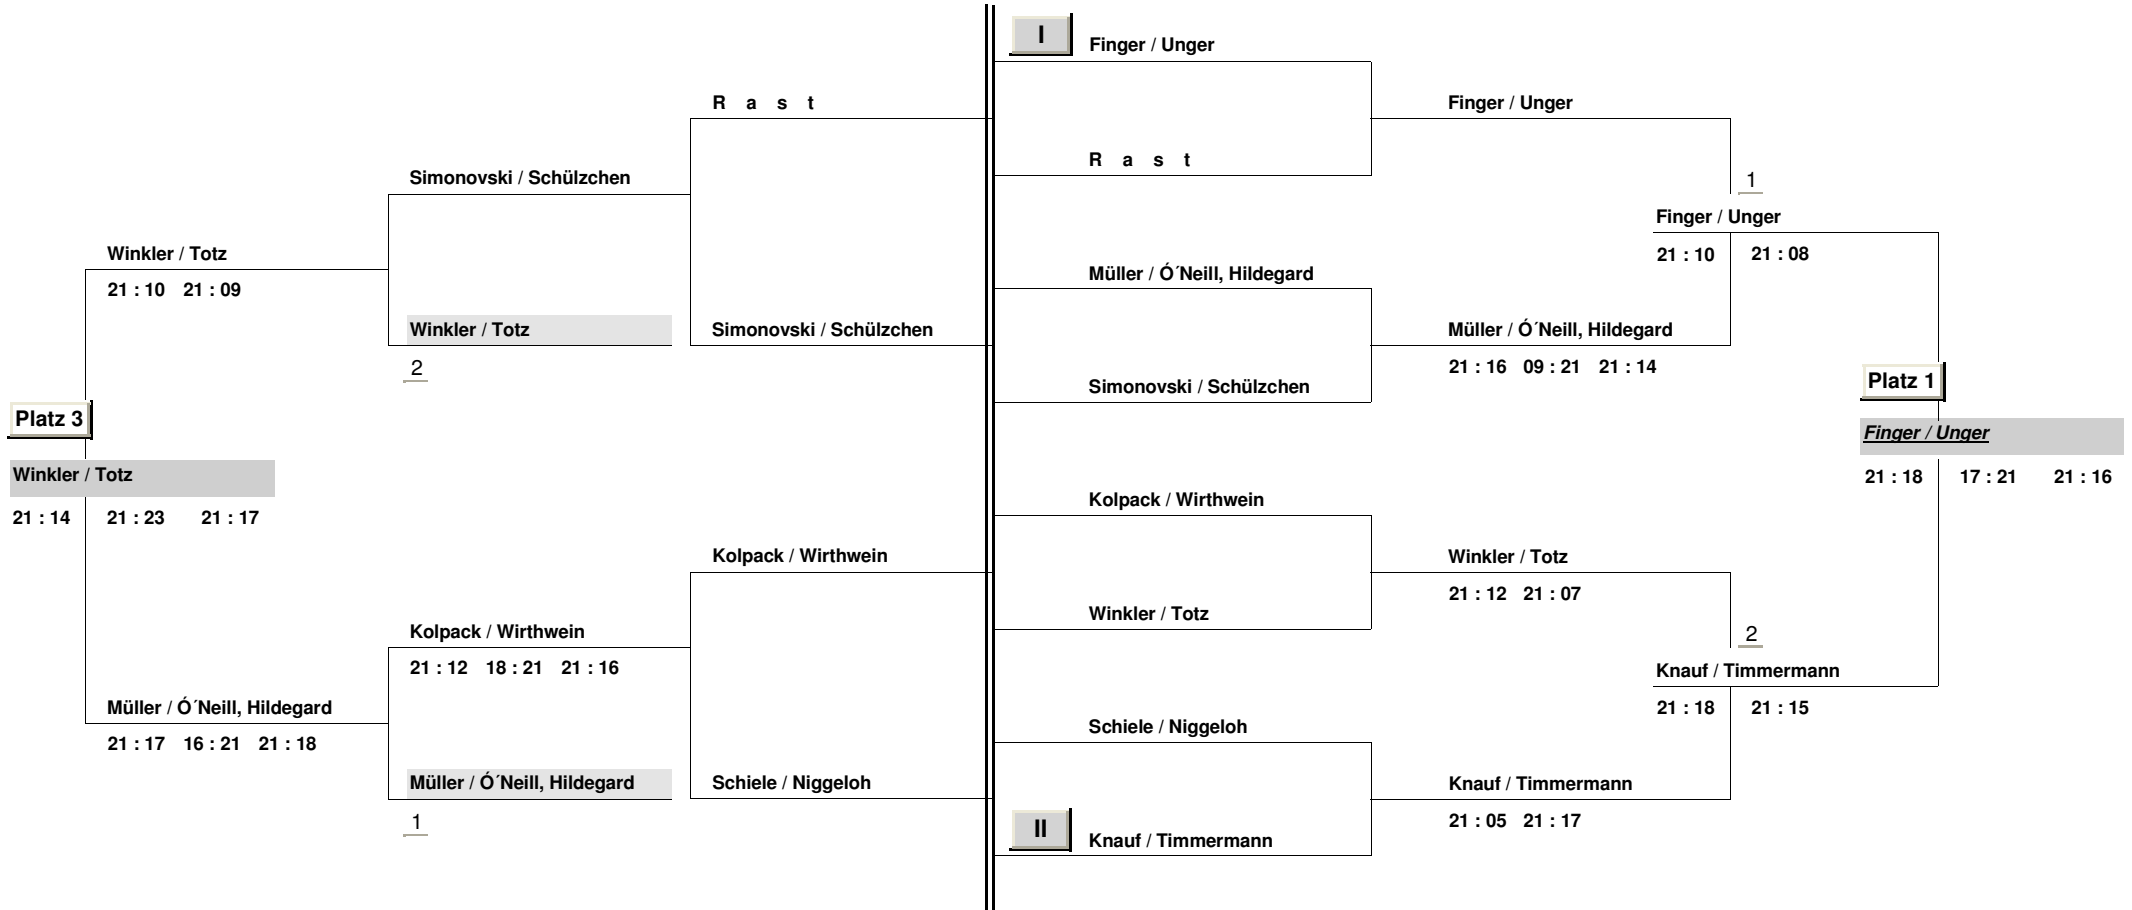 I
Finger / Unger
R a s t
Finger / Unger
R a s t
Simonovski / Schülzchen
1
Finger / Unger
Winkler / Totz
21 : 10 21 : 08
Müller / Ó´Neill, Hildegard
21 : 10 21 : 09
Winkler / Totz
Simonovski / Schülzchen
Müller / Ó´Neill, Hildegard
2
21 : 16 09 : 21 21 : 14
Simonovski / Schülzchen
Platz 1
Platz 3
Finger / Unger
Winkler / Totz
21 : 18 17 : 21 21 : 16
Kolpack / Wirthwein
21 : 14 21 : 23 21 : 17
Kolpack / Wirthwein
Winkler / Totz
21 : 12 21 : 07
Winkler / Totz
Kolpack / Wirthwein
2
21 : 12 18 : 21 21 : 16
Knauf / Timmermann
Müller / Ó´Neill, Hildegard
21 : 18 21 : 15
Schiele / Niggeloh
21 : 17 16 : 21 21 : 18
Müller / Ó´Neill, Hildegard
Schiele / Niggeloh
Knauf / Timmermann
1
21 : 05 21 : 17
II
Knauf / Timmermann